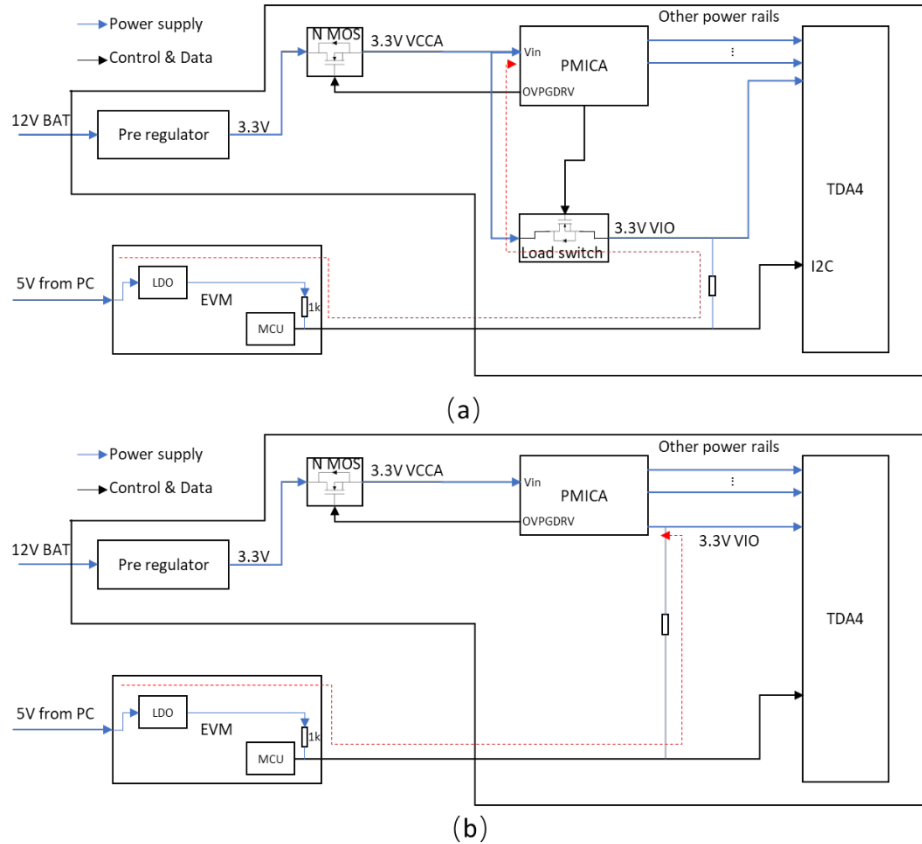 Power supply
Control & Data
N MOS
3.3V VCCA
Vin
PMICA
OVPGDRV
Other power rails
...
12V BAT
Pre regulator
3.3V
TDA4
Load switch
3.3V VIO
I2C
5V from PC
LDO
EVM
1k
MCU
(a)
Power supply
Control & Data
N MOS
3.3V VCCA
Vin
PMICA
OVPGDRV
Other power rails
...
3.3V VIO
12V BAT
Pre regulator
3.3V
TDA4
5V from PC
LDO
EVM
1k
MCU
(b)